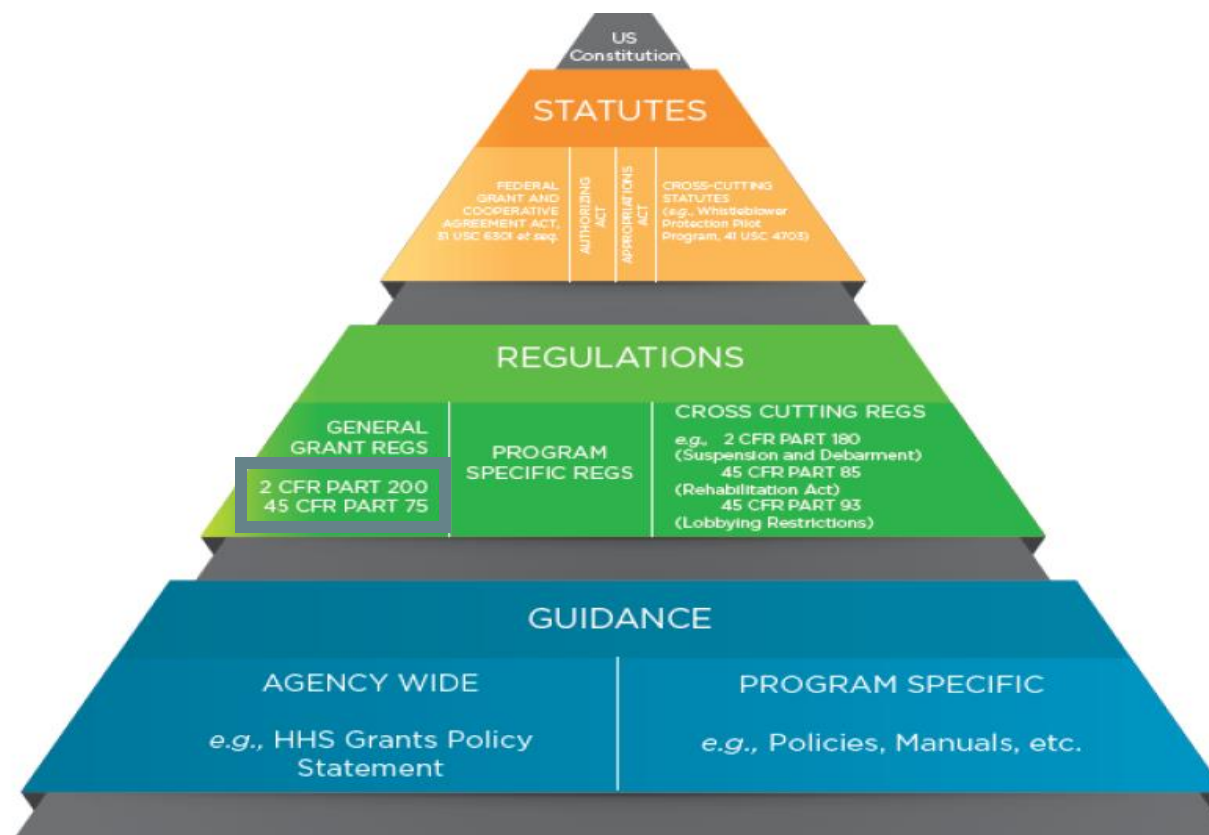 US
Constitution
STATUTES
FEDERAL
GRANT AND
COOPERATIVE
AGREEMENT ACT,
31 USC 6301 et seq.
AUTHORIZING
ACT
APPROPRIATIONS
ACT
CROSS-CUTTING
STATUTES
(e.g., Whistleblower
Protection Pilot
Program, 41 USC 4703)
REGULATIONS
GENERAL
GRANT REGS
2 CFR PART 200
45 CFR PART 75
PROGRAM
SPECIFIC REGS
CROSS CUTTING REGS
e.g., 2 CFR PART 180
(Suspension and Debarment)
45 CFR PART 85
(Rehabilitation Act)
45 CFR PART 93
(Lobbying Restrictions)
GUIDANCE
AGENCY WIDE
e.g., HHS Grants Policy
Statement
PROGRAM SPECIFIC
e.g., Policies, Manuals, etc.